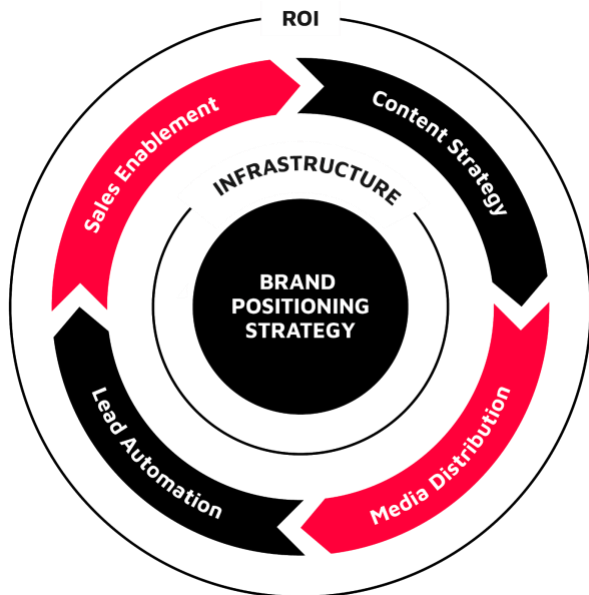 ROI
Content Strategy
Media Distribution
Lead Automation
Sales Enablement
INFRASTRUCTURE
BRAND
POSITIONING
STRATEGY